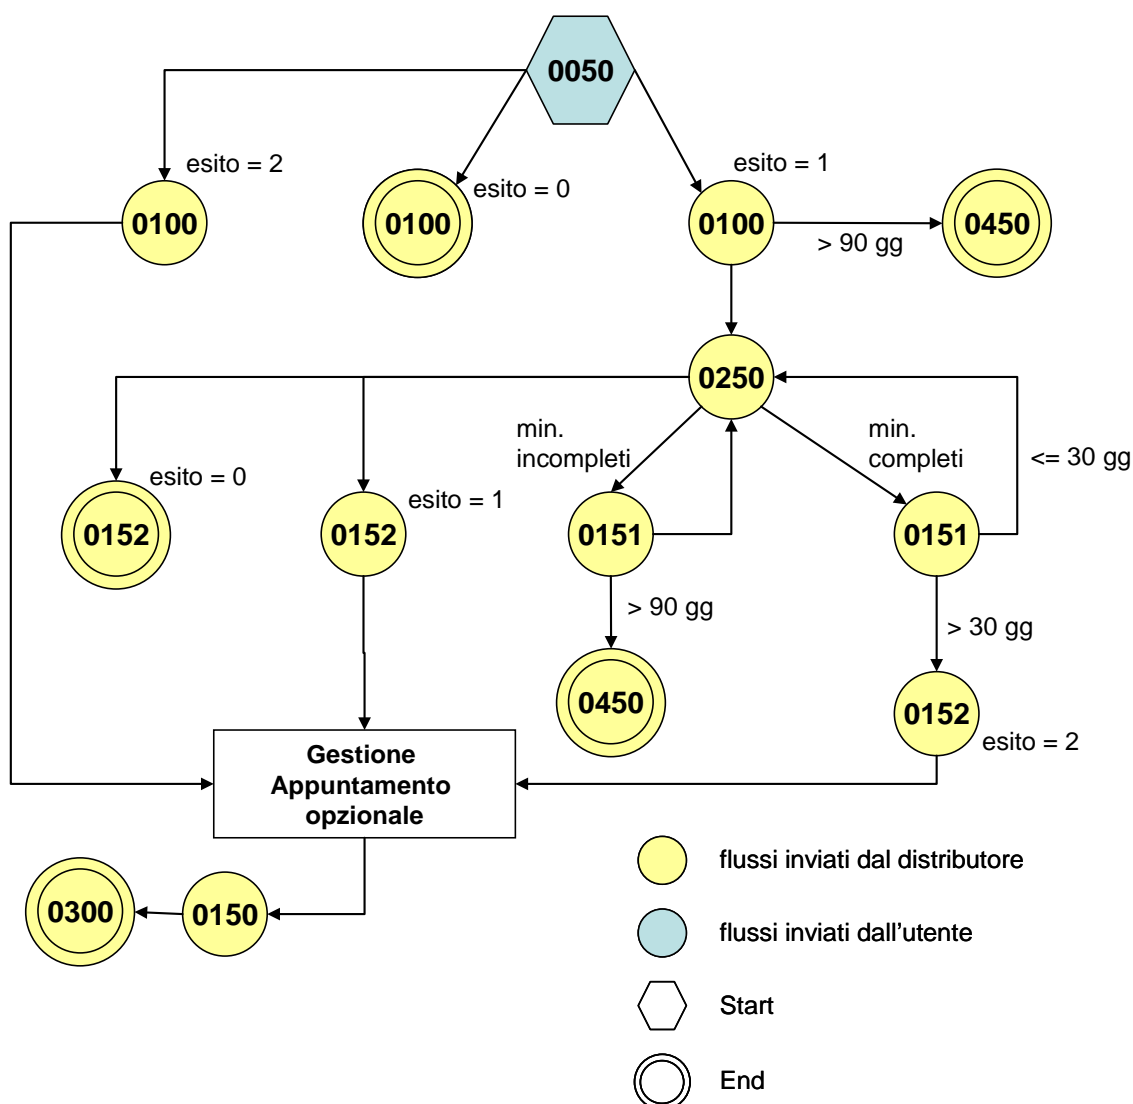 0050
esito = 2
esito = 0
esito = 1
0100
0100
0100
> 90 gg
0450
0250
min.
incompleti
min.
completi
<= 30 gg
esito = 0
esito = 1
0152
0152
0151
0151
> 90 gg
> 30 gg
0450
0152
esito = 2
Gestione
Appuntamento
opzionale
0300
0150
flussi inviati dal distributore
flussi inviati dall'utente
Start
End